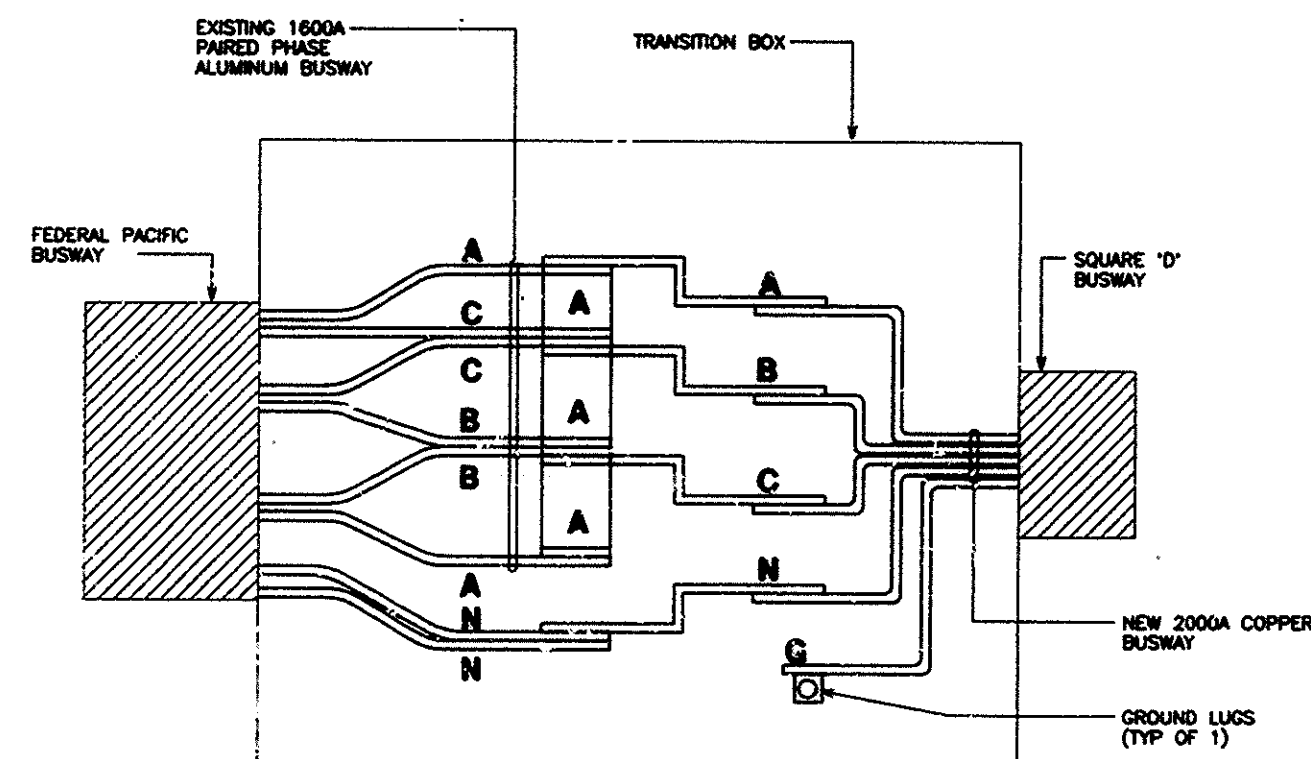 EXISTING 1600A
PAIRED PHASE
ALUMINUM BUSWAY
TRANSITION BOX
FEDERAL PACIFIC
BUSWAY
SQUARE 'D'
BUSWAY
A
C
C
B
B
A
N
N
A
A
A
A
B
C
N
G
NEW 2000A COPPER
BUSWAY
GROUND LUGS
(TYP OF 1)